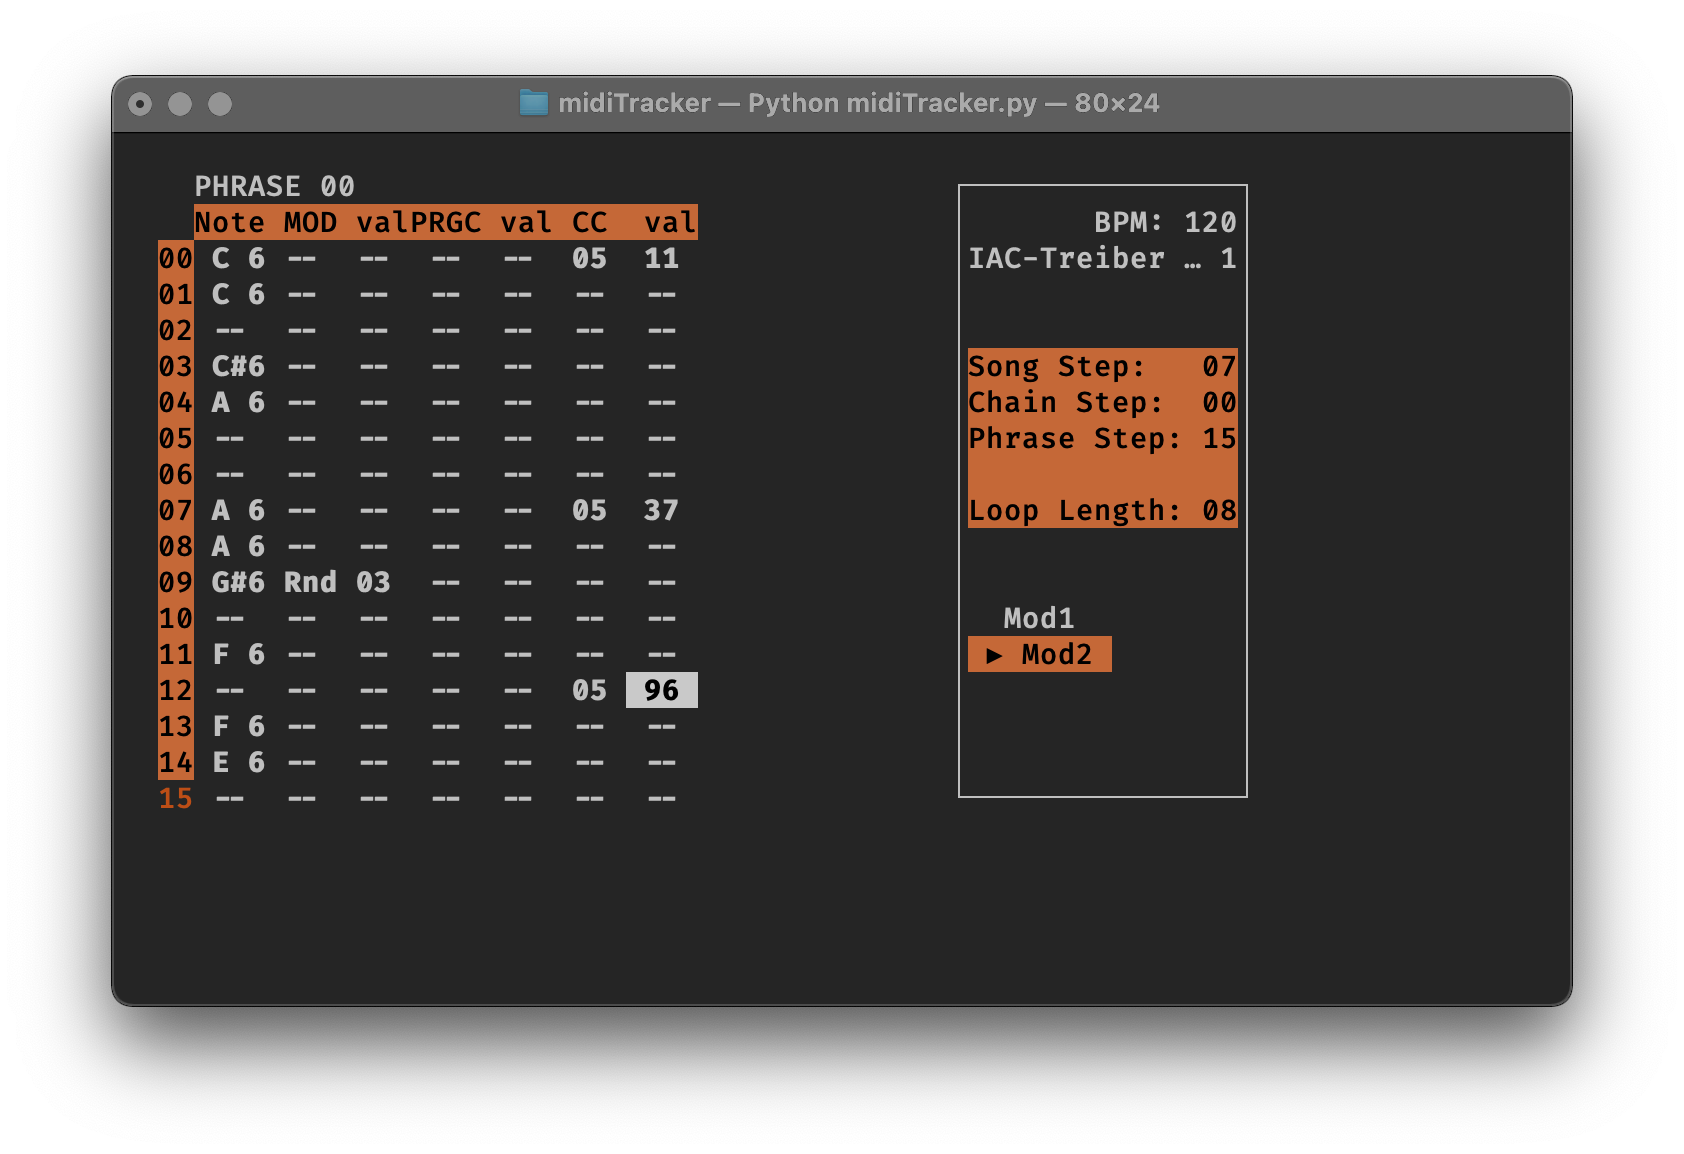 midiTracker — Python midiTracker.py — 80×24
PHRASE 00
Note MOD valPRGC val CC val
00 C 6 -- -- -- -- 05 11
01 C 6 -- -- -- -- -- --
02 -- -- -- -- -- -- --
03 C#6 -- -- -- -- -- --
04 A 6 -- -- -- -- -- --
05 -- -- -- -- -- -- --
06 -- -- -- -- -- -- --
07 A 6 -- -- -- -- 05 37
08 A 6 -- -- -- -- -- --
09 G#6 Rnd 03 -- -- -- --
10 -- -- -- -- -- -- --
11 F 6 -- -- -- -- -- --
12 -- -- -- -- -- 05 96
13 F 6 -- -- -- -- -- --
14 E 6 -- -- -- -- -- --
15 -- -- -- -- -- -- --
BPM: 120
IAC-Treiber … 1
Song Step: 07
Chain Step: 00
Phrase Step: 15
Loop Length: 08
Mod1
▶ Mod2